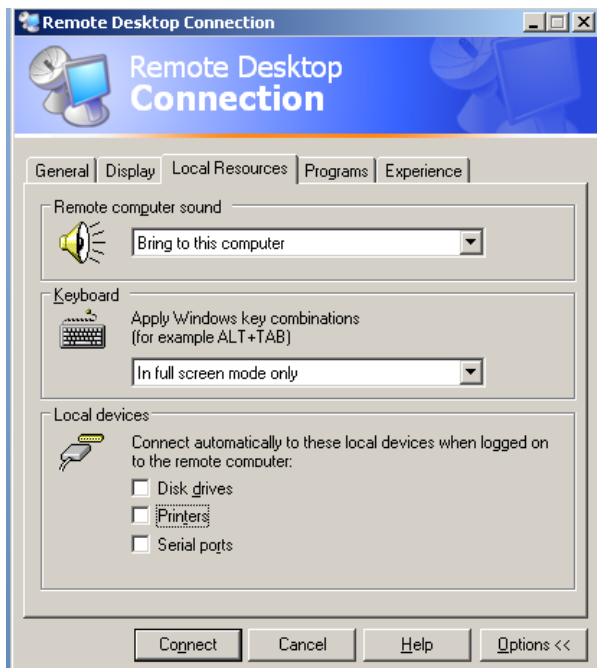 Remote Desktop Connection
Remote Desktop
Connection
General Display Local Resources Programs Experience
Remote computer sound
Bring to this computer
Keyboard
Apply Windows key combinations
(for example ALT+TAB)
In full screen mode only
Local devices
Connect automatically to these local devices when logged on
to the remote computer:
Disk drives
Printers
Serial ports
Connect Cancel Help Options <<